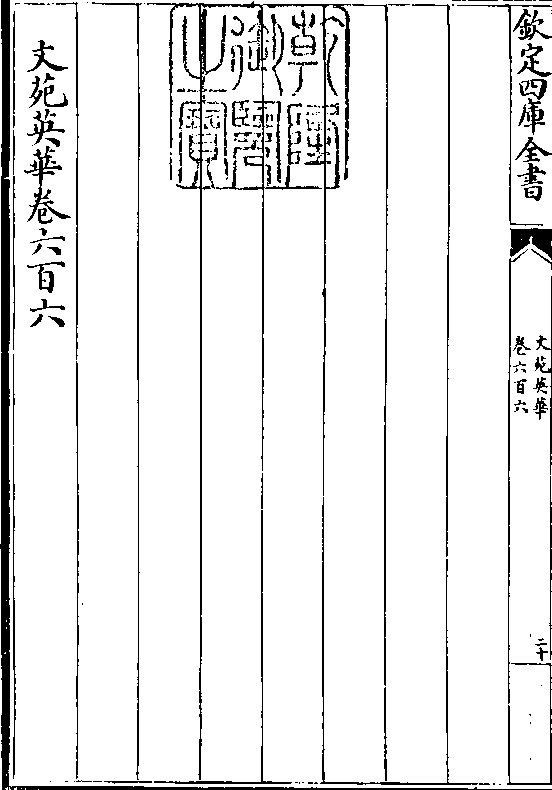 欽定四庫全書
文苑英華
卷六百六
二十
乾隆
御覽
之寶
文苑英華卷六百六